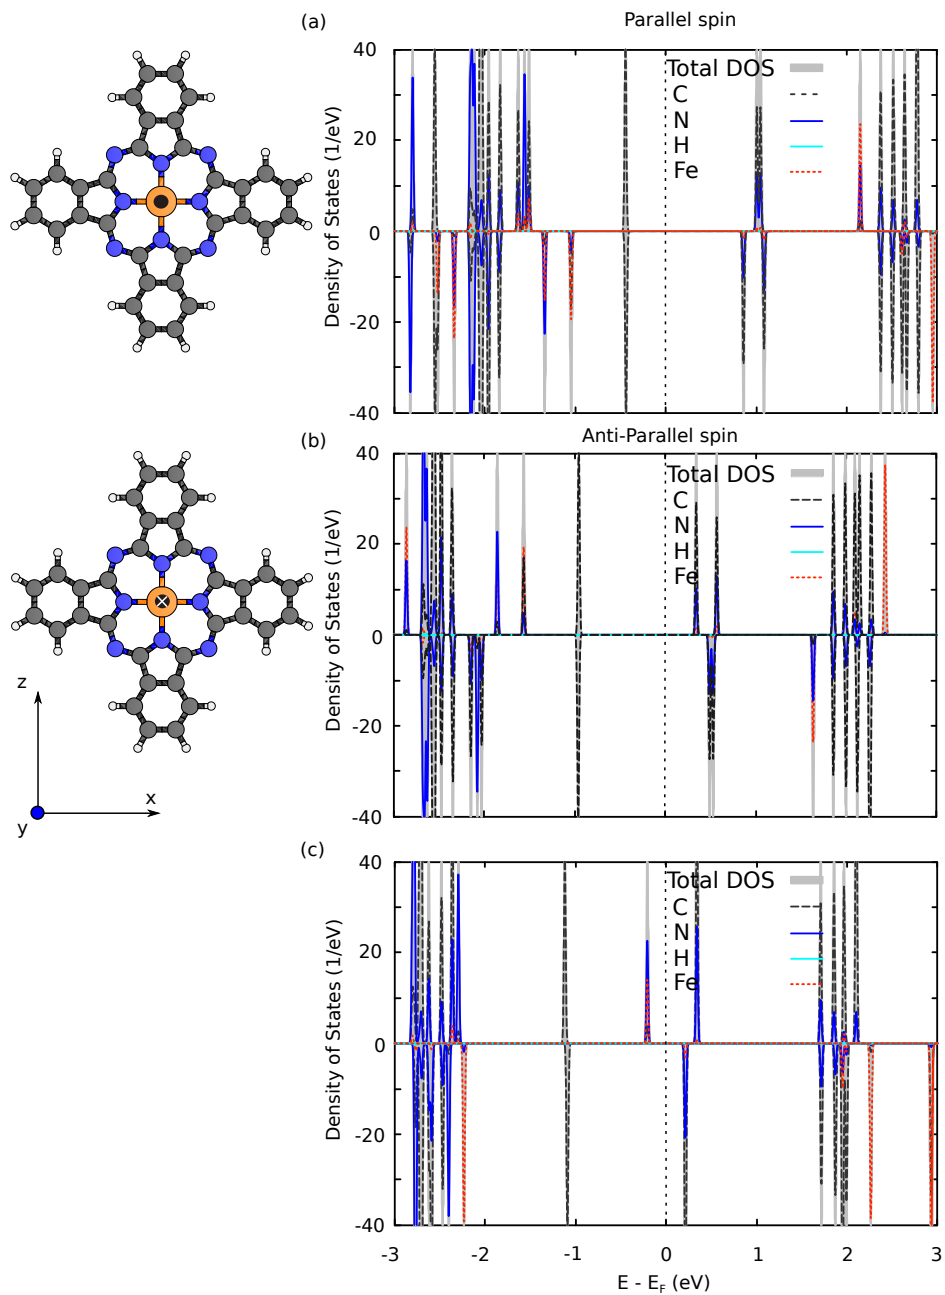 (a)
Parallel spin
Density of States (1/eV)
40
20
0
-20
-40
Total DOS
C
N
H
Fe
(b)
Anti-Parallel spin
Density of States (1/eV)
40
20
0
-20
-40
Total DOS
C
N
H
Fe
z
x
y
(c)
Density of States (1/eV)
40
20
0
-20
-40
Total DOS
C
N
H
Fe
-3 -2 -1 0 1 2 3
E - E_F (eV)